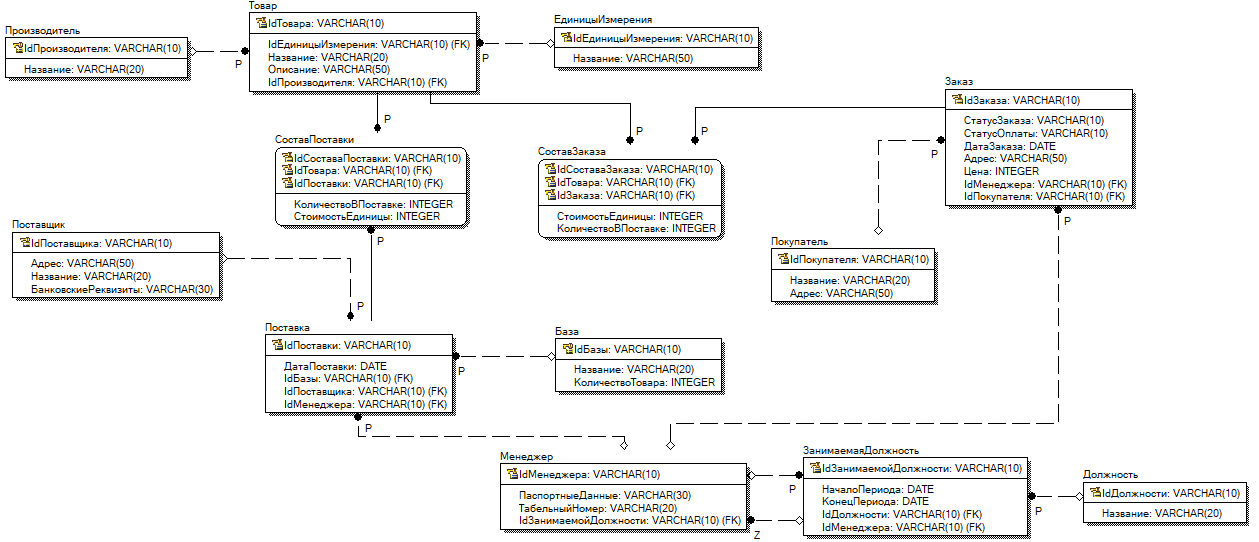 Товар
IdТовара: VARCHAR(10)
IdЕдиницыИзмерения: VARCHAR(10) (FK)
Название: VARCHAR(20)
Описание: VARCHAR(50)
IdПроизводителя: VARCHAR(10) (FK)
Производитель
IdПроизводителя: VARCHAR(10)
Название: VARCHAR(20)
P
ЕдиницыИзмерения
IdЕдиницыИзмерения: VARCHAR(10)
Название: VARCHAR(50)
P
Заказ
IdЗаказа: VARCHAR(10)
СтатусЗаказа: VARCHAR(10)
СтатусОплаты: VARCHAR(10)
ДатаЗаказа: DATE
Адрес: VARCHAR(50)
Цена: INTEGER
IdМенеджера: VARCHAR(10) (FK)
IdПокупателя: VARCHAR(10) (FK)
P
P
P
P
P
СоставПоставки
IdСоставаПоставки: VARCHAR(10)
IdТовара: VARCHAR(10) (FK)
IdПоставки: VARCHAR(10) (FK)
КоличествоВПоставке: INTEGER
СтоимостьЕдиницы: INTEGER
P
СоставЗаказа
IdСоставаЗаказа: VARCHAR(10)
IdТовара: VARCHAR(10) (FK)
IdЗаказа: VARCHAR(10) (FK)
СтоимостьЕдиницы: INTEGER
КоличествоВПоставке: INTEGER
Поставщик
IdПоставщика: VARCHAR(10)
Адрес: VARCHAR(50)
Название: VARCHAR(20)
БанковскиеРеквизиты: VARCHAR(30)
P
Покупатель
IdПокупателя: VARCHAR(10)
Название: VARCHAR(20)
Адрес: VARCHAR(50)
Поставка
IdПоставки: VARCHAR(10)
ДатаПоставки: DATE
IdБазы: VARCHAR(10) (FK)
IdПоставщика: VARCHAR(10) (FK)
IdМенеджера: VARCHAR(10) (FK)
P
P
База
IdБазы: VARCHAR(10)
Название: VARCHAR(20)
КоличествоТовара: INTEGER
Менеджер
IdМенеджера: VARCHAR(10)
ПаспортныеДанные: VARCHAR(30)
ТабельныйНомер: VARCHAR(20)
IdЗанимаемойДолжности: VARCHAR(10) (FK)
P
Z
ЗанимаемаяДолжность
IdЗанимаемойДолжности: VARCHAR(10)
НачалоПериода: DATE
КонецПериода: DATE
IdДолжности: VARCHAR(10) (FK)
IdМенеджера: VARCHAR(10) (FK)
P
Должность
IdДолжности: VARCHAR(10)
Название: VARCHAR(20)